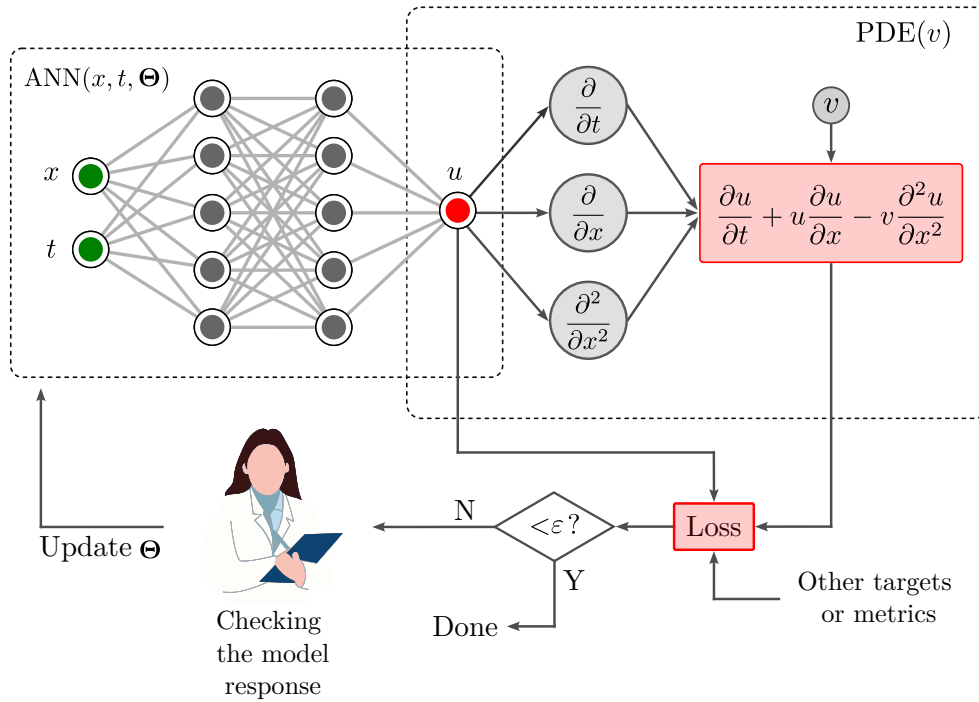 PDE(v)
ANN(x, t, Θ)
x
t
u
∂/∂t
∂/∂x
∂²/∂x²
v
∂u/∂t + u ∂u/∂x − v ∂²u/∂x²
N
<ε?
Y
Loss
Update Θ
Done
Other targets
or metrics
Checking
the model
response